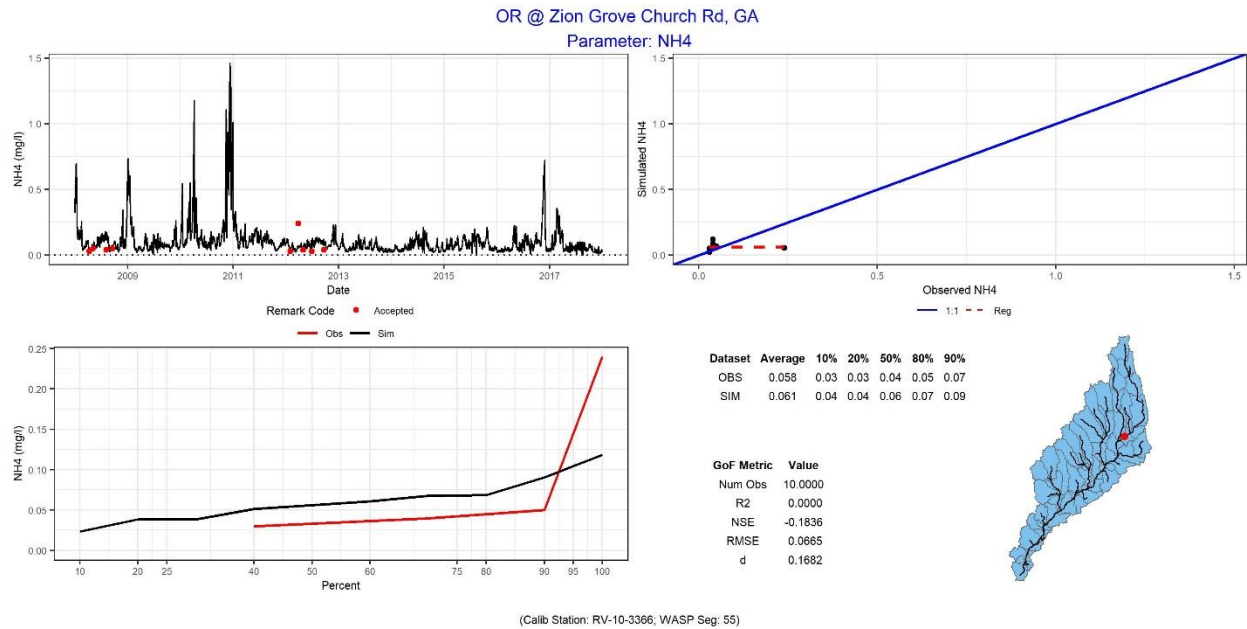 OR @ Zion Grove Church Rd, GA
Parameter: NH4
NH4 (mg/l)
1.5
1.0
0.5
0.0
2009 2011 2013 2015 2017
Date
Remark Code Accepted
Simulated NH4
1.5
1.0
0.5
0.0
0.0 0.5 1.0 1.5
Observed NH4
1:1 Reg
Obs Sim
NH4 (mg/l)
0.25
0.20
0.15
0.10
0.05
0.00
10 20 25 40 50 60 75 80 90 95 100
Percent
Dataset Average 10% 20% 50% 80% 90%
OBS 0.058 0.03 0.03 0.04 0.05 0.07
SIM 0.061 0.04 0.04 0.06 0.07 0.09
GoF Metric Value
Num Obs 10.0000
R2 0.0000
NSE -0.1836
RMSE 0.0665
d 0.1682
(Calib Station: RV-10-3366; WASP Seg: 55)